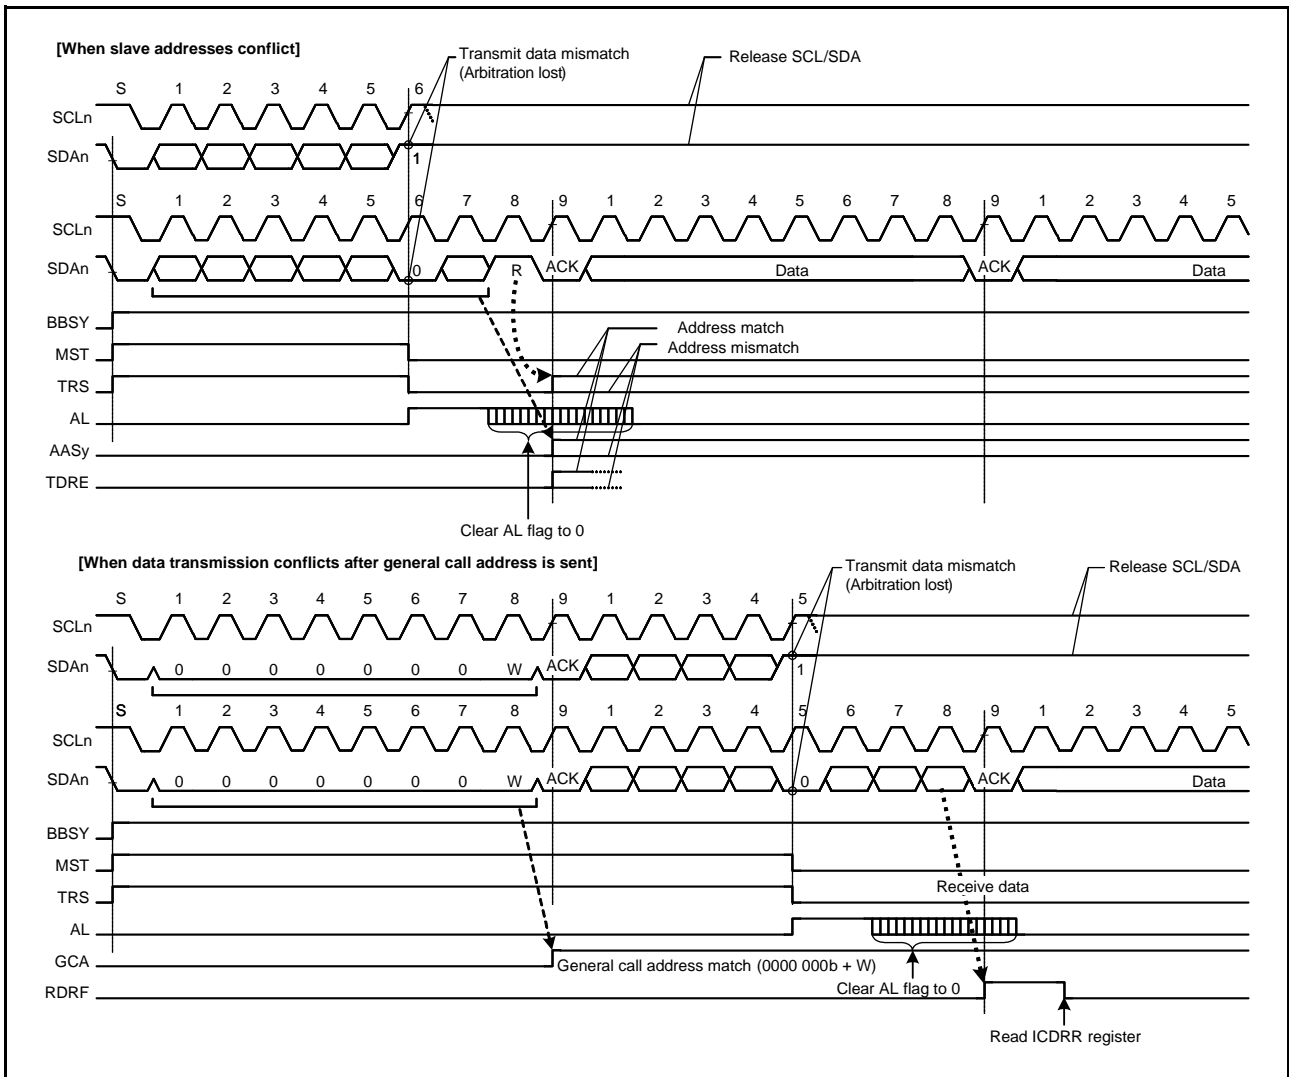 [When slave addresses conflict]
Transmit data mismatch
(Arbitration lost)
Release SCL/SDA
S 1 2 3 4 5 6
SCLn
SDAn
1
S 1 2 3 4 5 6 7 8 9 1 2 3 4 5 6 7 8 9 1 2 3 4 5
SCLn
SDAn 0 R ACK Data ACK Data
BBSY
Address match
MST
Address mismatch
TRS
AL
AASy
TDRE
Clear AL flag to 0
[When data transmission conflicts after general call address is sent]
Transmit data mismatch
(Arbitration lost)
Release SCL/SDA
S 1 2 3 4 5 6 7 8 9 1 2 3 4 5
SCLn
SDAn 0 0 0 0 0 0 0 W ACK 1
S 1 2 3 4 5 6 7 8 9 1 2 3 4 5 6 7 8 9 1 2 3 4 5
SCLn
SDAn 0 0 0 0 0 0 0 W ACK 0 ACK Data
BBSY
MST
TRS
Receive data
AL
GCA
General call address match (0000 000b + W)
Clear AL flag to 0
RDRF
Read ICDRR register